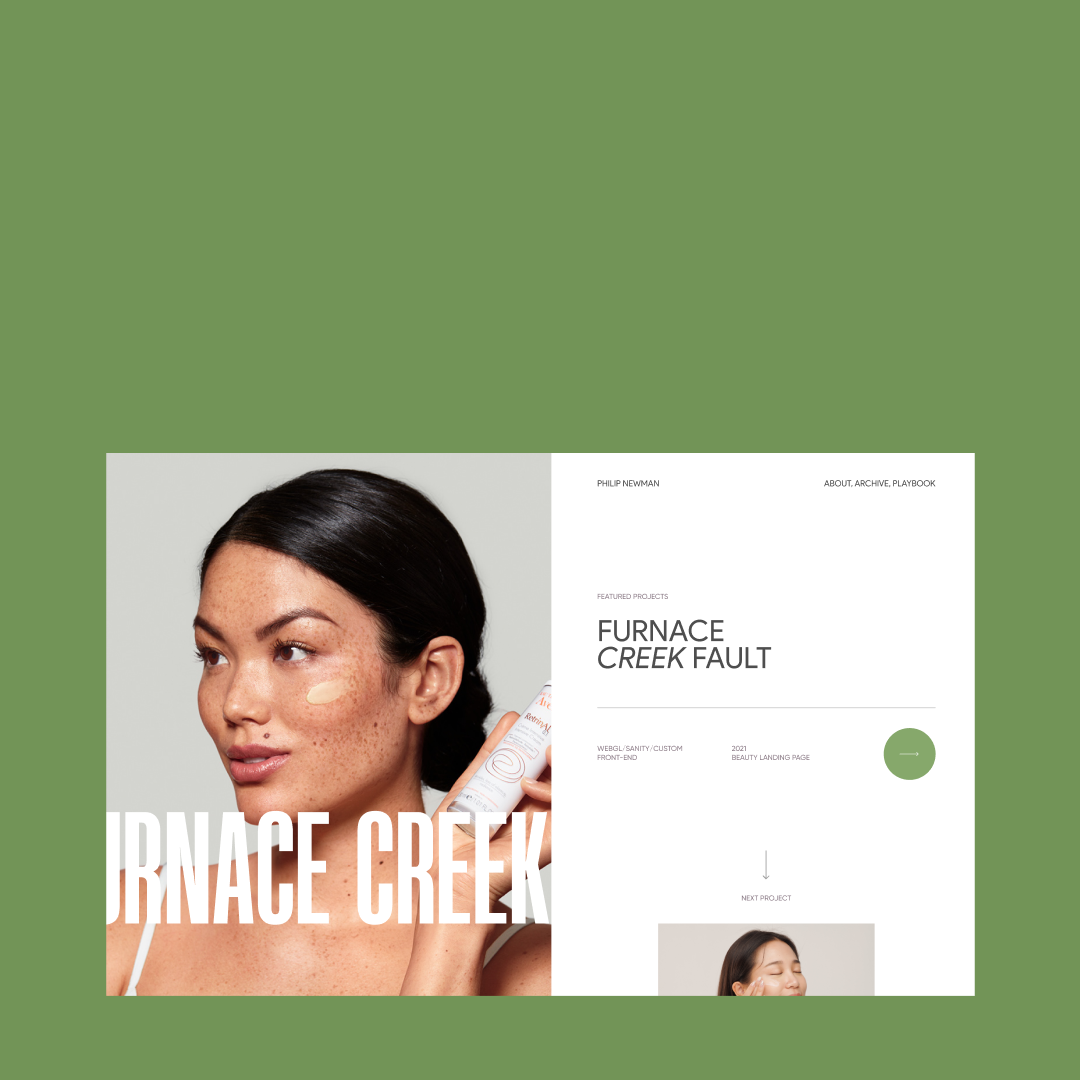 PHILIP NEWMAN
ABOUT, ARCHIVE, PLAYBOOK
FEATURED PROJECTS
FURNACE
CREEK FAULT
WEBGL/SANITY/CUSTOM
FRONT-END
2021
BEAUTY LANDING PAGE
NEXT PROJECT
URNACE CREEK